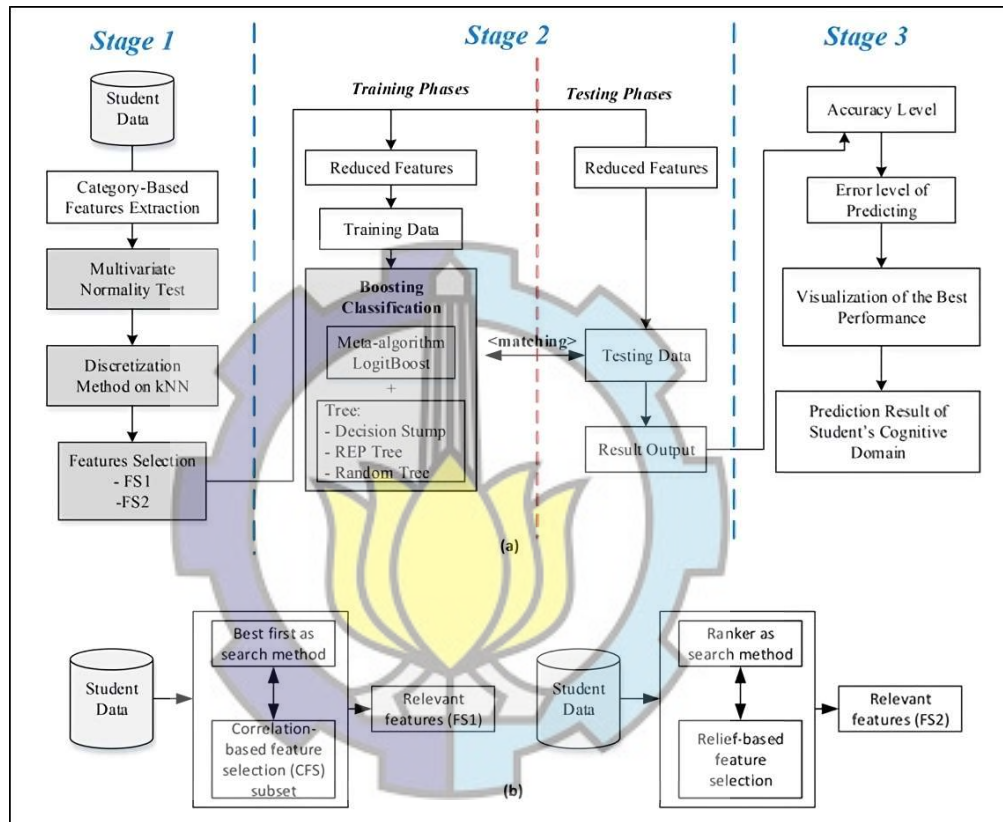 Stage 1
Stage 2
Stage 3
Student
Data
Category-Based
Features Extraction
Multivariate
Normality Test
Discretization
Method on kNN
Features Selection
- FS1
-FS2
Training Phases
Testing Phases
Reduced Features
Training Data
Boosting
Classification
Meta-algorithm
LogitBoost
+
Tree:
- Decision Stump
- REP Tree
- Random Tree
<matching>
Reduced Features
Testing Data
Result Output
Accuracy Level
Error level of
Predicting
Visualization of the Best
Performance
Prediction Result of
Student's Cognitive
Domain
(a)
Student
Data
Best first as
search method
Correlation-
based feature
selection (CFS)
subset
Relevant
features (FS1)
Student
Data
Ranker as
search method
Relief-based
feature
selection
Relevant
features (FS2)
(b)